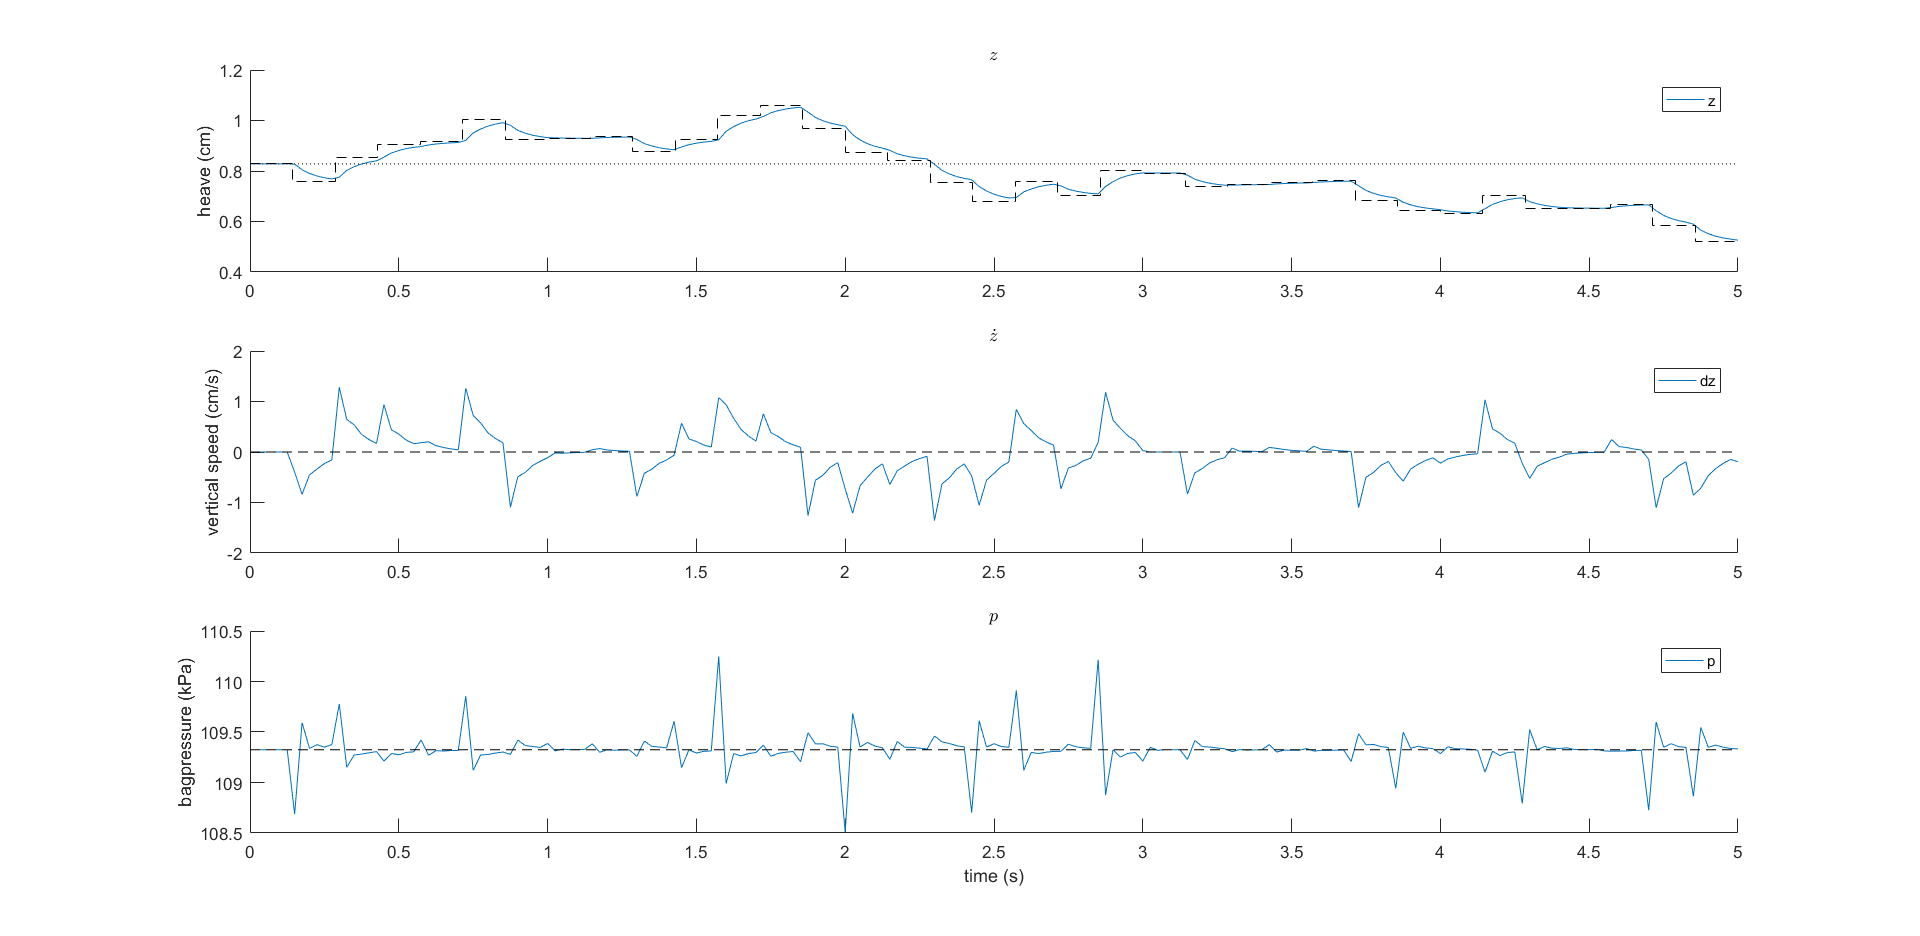 z
1.2
1
0.8
0.6
0.4
heave (cm)
z
0 0.5 1 1.5 2 2.5 3 3.5 4 4.5 5
ż
2
1
0
-1
-2
vertical speed (cm/s)
dz
0 0.5 1 1.5 2 2.5 3 3.5 4 4.5 5
p
110.5
110
109.5
109
108.5
bagpressure (kPa)
p
0 0.5 1 1.5 2 2.5 3 3.5 4 4.5 5
time (s)